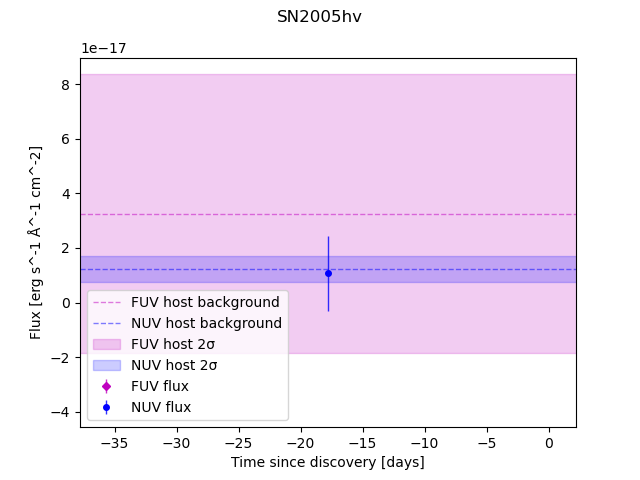 SN2005hv
1e−17
Flux [erg s^-1 Å^-1 cm^-2]
8
6
4
2
0
−2
−4
FUV host background
NUV host background
FUV host 2σ
NUV host 2σ
FUV flux
NUV flux
−35 −30 −25 −20 −15 −10 −5 0
Time since discovery [days]